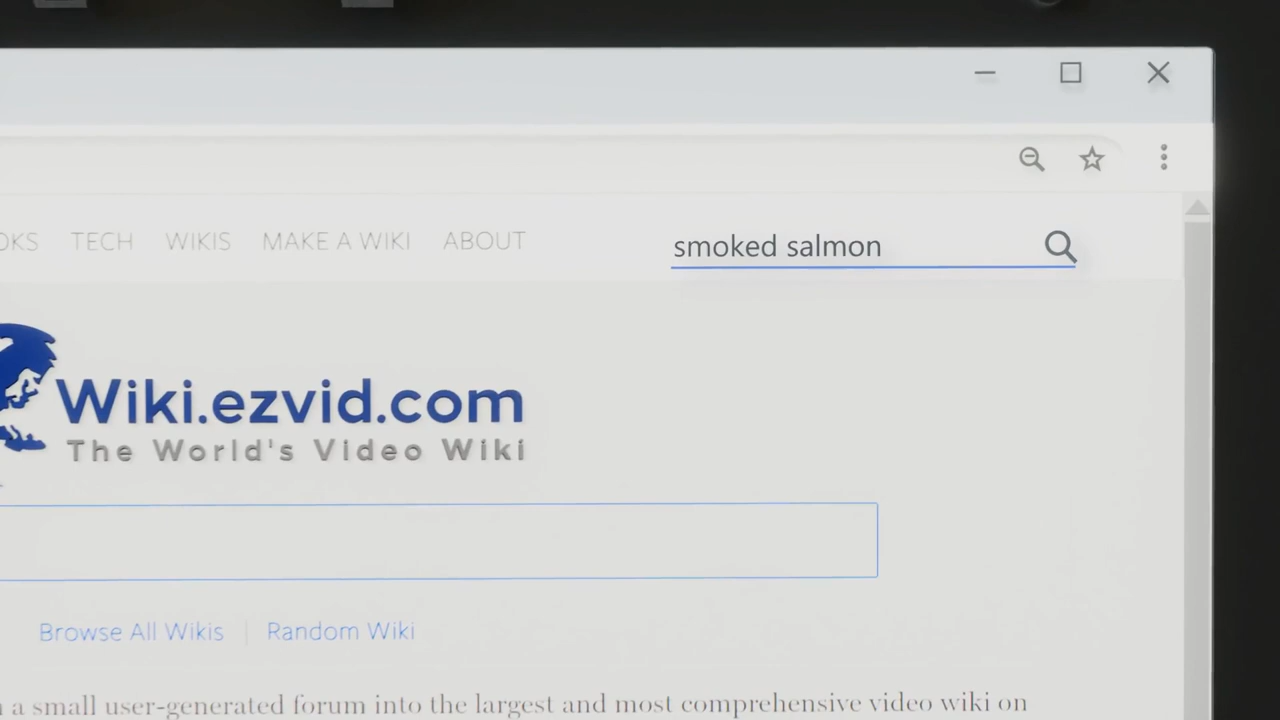 OKS TECH WIKIS MAKE A WIKI ABOUT
smoked salmon
Wiki.ezvid.com
The World's Video Wiki
Browse All Wikis | Random Wiki
a small user-generated forum into the largest and most comprehensive video wiki on